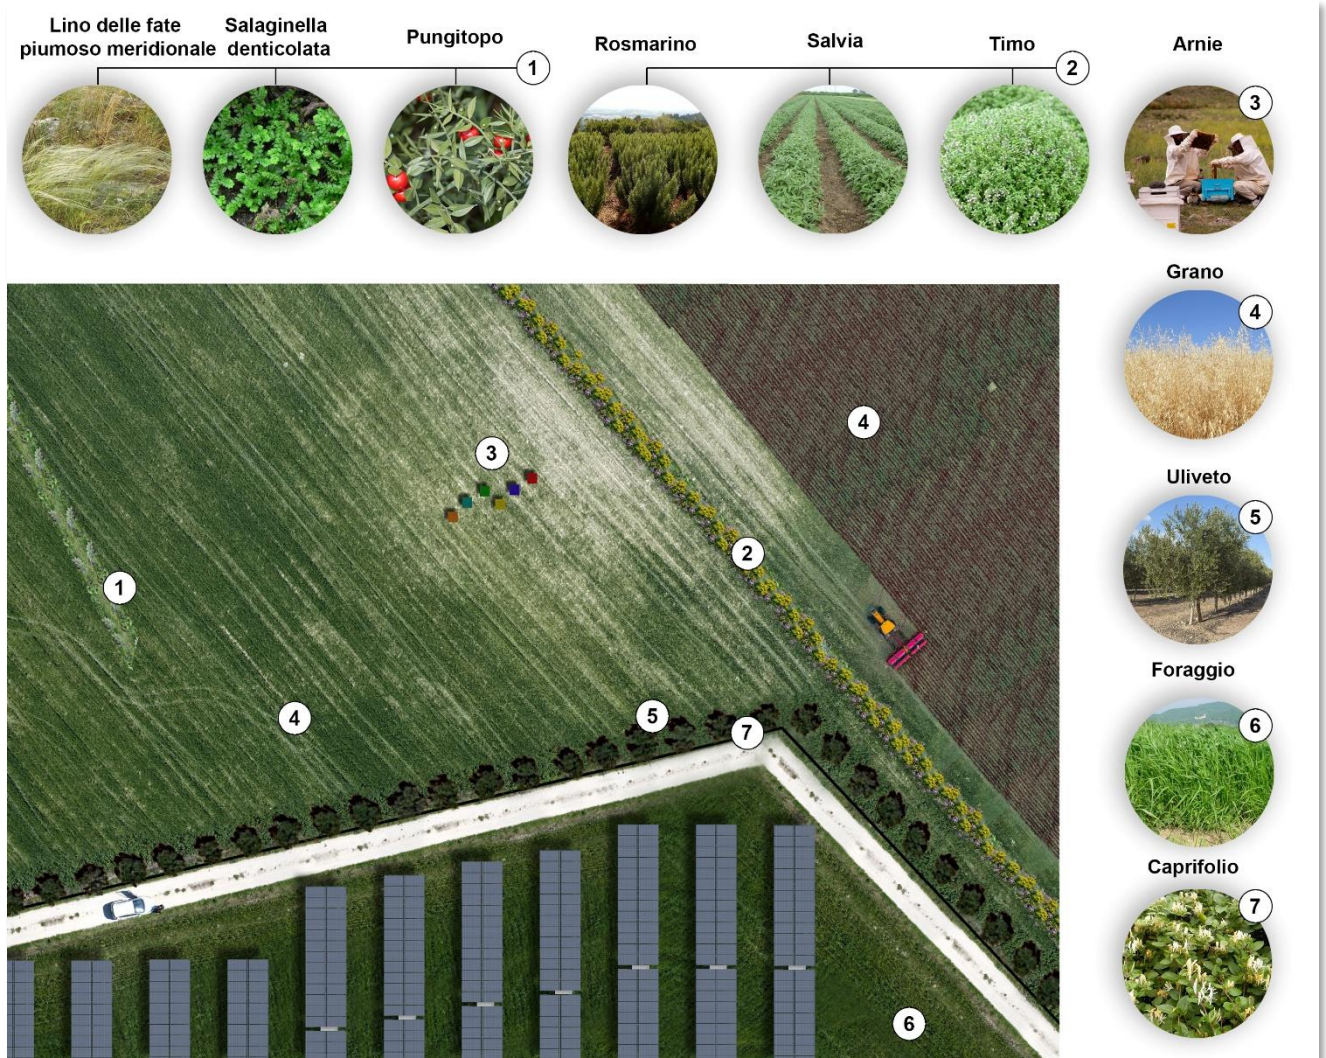 Lino delle fate
piumoso meridionale
Salaginella
denticolata
Pungitopo
1
Rosmarino
Salvia
Timo
2
Arnie
3
Grano
4
Uliveto
5
Foraggio
6
Caprifolio
7
4
3
2
1
4
5
7
6